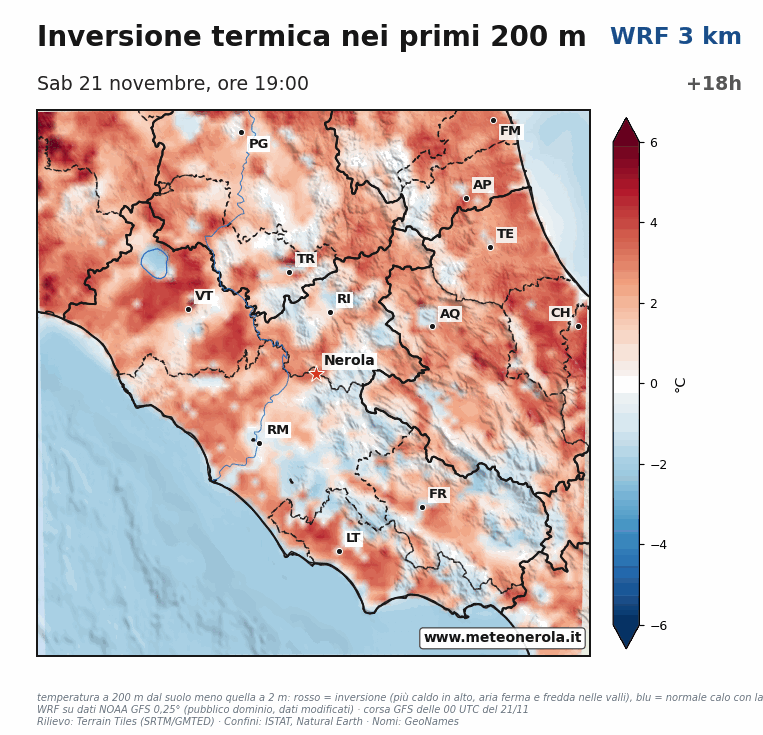 Inversione termica nei primi 200 m WRF 3 km
Sab 21 novembre, ore 19:00 +18h
FM
PG
AP
TE
TR
VT
RI
AQ
CH.
Nerola
RM
FR
LT
6
4
2
0
−2
−4
−6
°C
www.meteonerola.it
temperatura a 200 m dal suolo meno quella a 2 m: rosso = inversione (più caldo in alto, aria ferma e fredda nelle valli), blu = normale calo con la
WRF su dati NOAA GFS 0,25° (pubblico dominio, dati modificati) · corsa GFS delle 00 UTC del 21/11
Rilievo: Terrain Tiles (SRTM/GMTED) · Confini: ISTAT, Natural Earth · Nomi: GeoNames